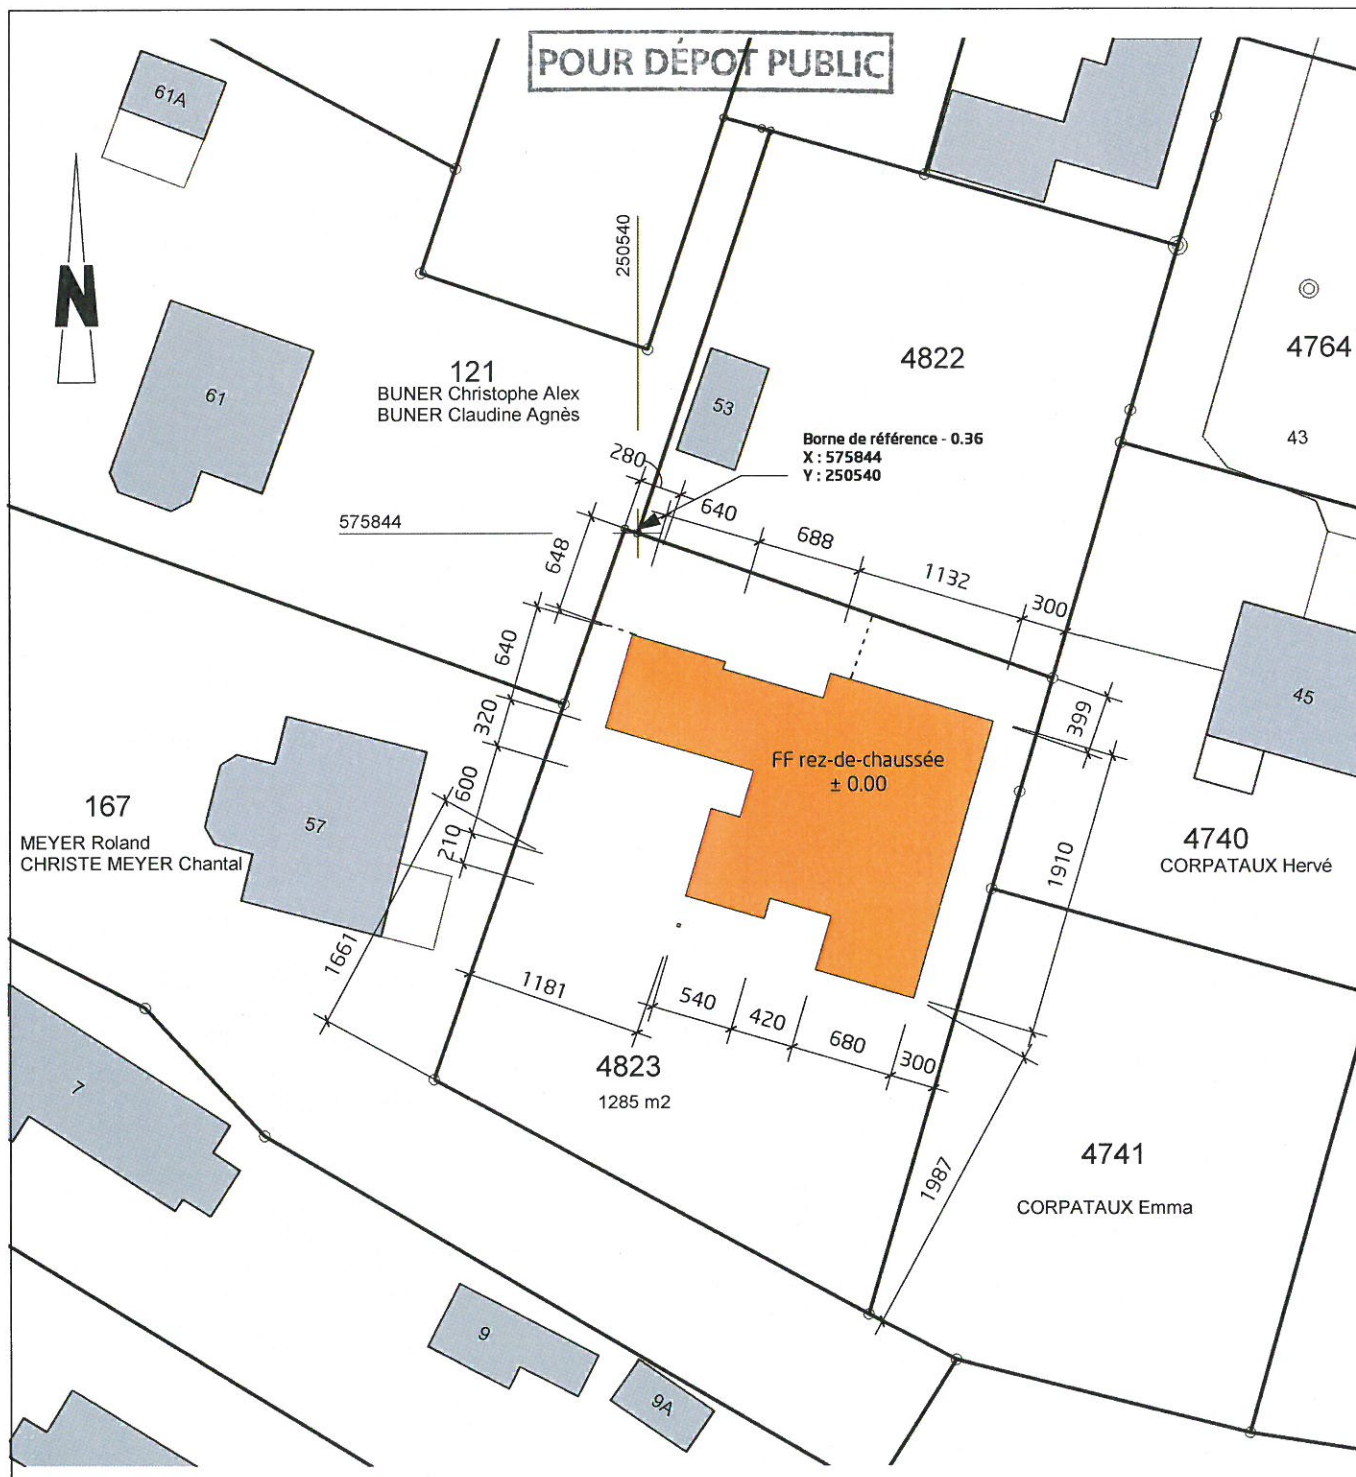 POUR DÉPOT PUBLIC
61A
N
250540
4822
4764
121
BUNER Christophe Alex
BUNER Claudine Agnès
61
53
43
Borne de référence - 0.36
X : 575844
Y : 250540
280
575844
640
688
1132
300
648
640
320
600
210
399
45
FF rez-de-chaussée
± 0.00
167
MEYER Roland
CHRISTE MEYER Chantal
57
4740
CORPATAUX Hervé
1910
1661
1181
540
420
680
300
4823
1285 m2
7
4741
CORPATAUX Emma
1987
9
9A